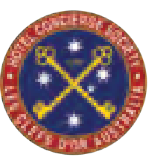 HOTEL CONCIERGE SOCIETY
LES CLEFS D'OR AUSTRALIA